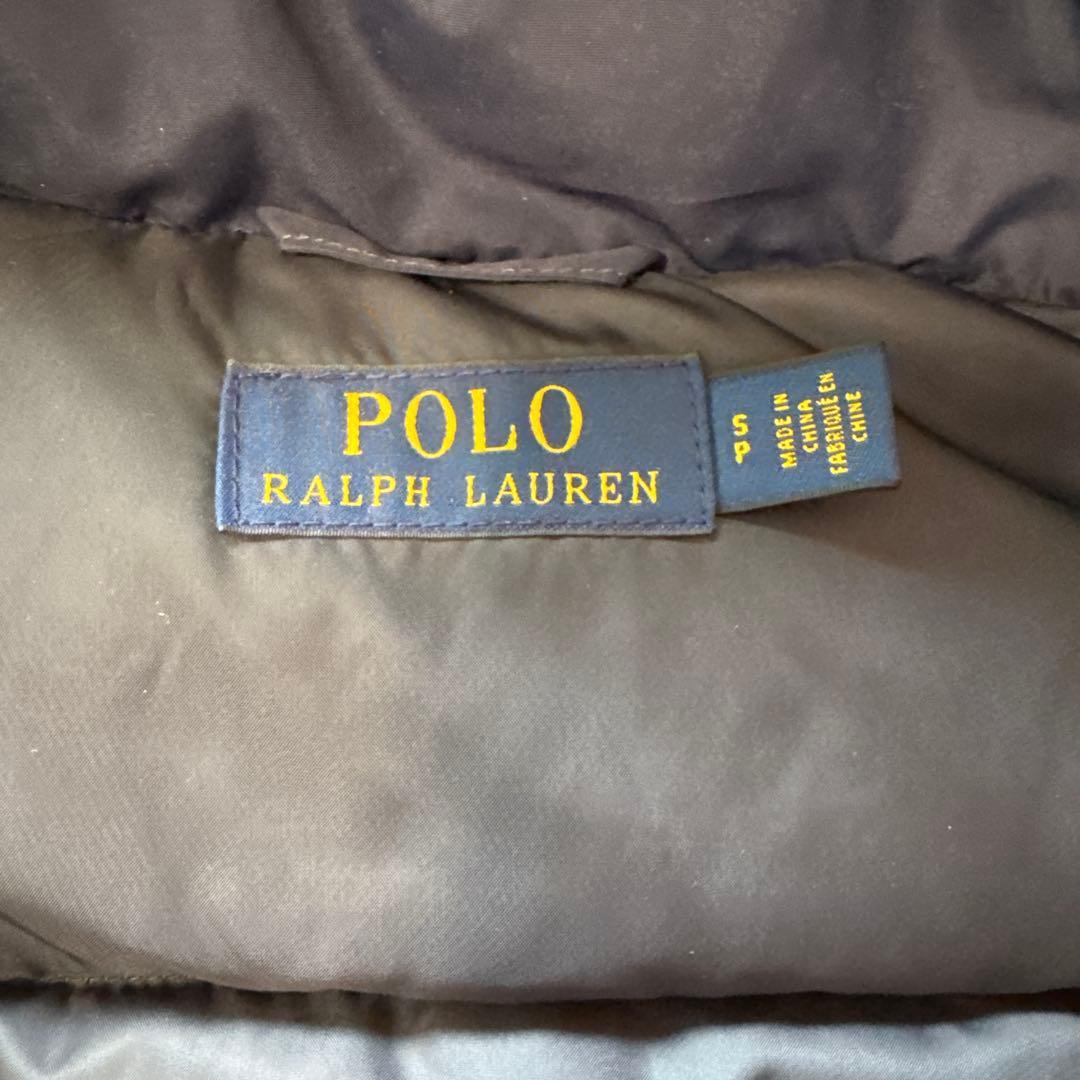 POLO
RALPH LAUREN
S
P
MADE IN
CHINA
FABRIQUÉ EN
CHINE